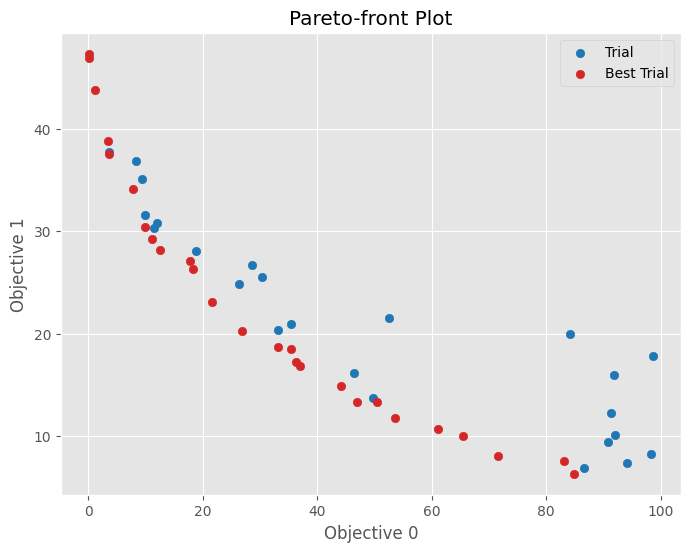 Pareto-front Plot
Trial
Best Trial
Objective 1
40
30
20
10
0 20 40 60 80 100
Objective 0